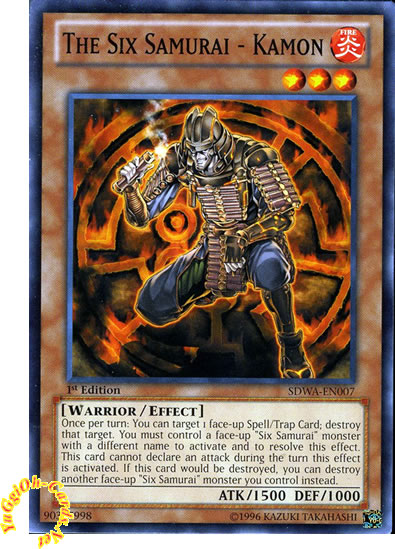 The Six Samurai - Kamon
FIRE
炎
1st Edition
SDWA-EN007
[Warrior / Effect]
Once per turn: You can target 1 face-up Spell/Trap Card; destroy
that target. You must control a face-up "Six Samurai" monster
with a different name to activate and to resolve this effect.
This card cannot declare an attack during the turn this effect
is activated. If this card would be destroyed, you can destroy
another face-up "Six Samurai" monster you control instead.
ATK/1500 DEF/1000
©1996 KAZUKI TAKAHASHI
YuGeiOh-Cards.Net